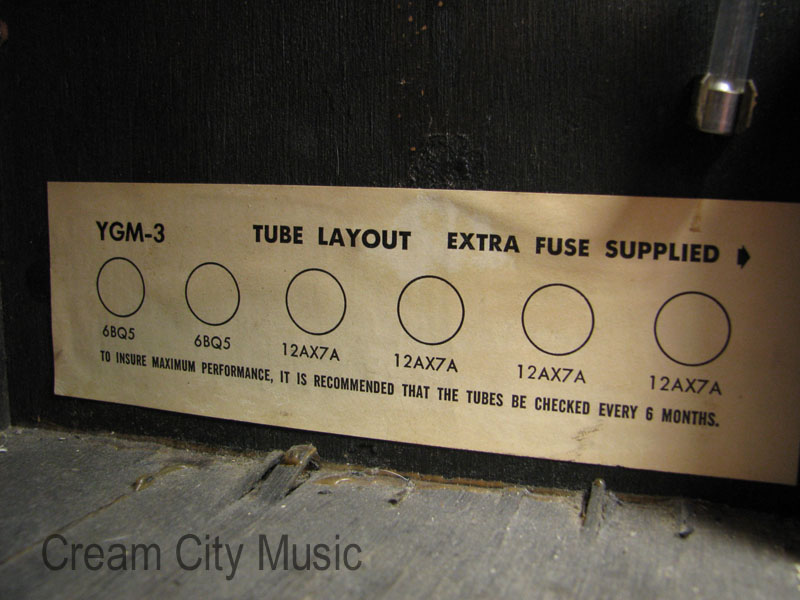 YGM-3 TUBE LAYOUT EXTRA FUSE SUPPLIED
6BQ5 6BQ5 12AX7A 12AX7A 12AX7A 12AX7A
TO INSURE MAXIMUM PERFORMANCE, IT IS RECOMMENDED THAT THE TUBES BE CHECKED EVERY 6 MONTHS.
Cream City Music